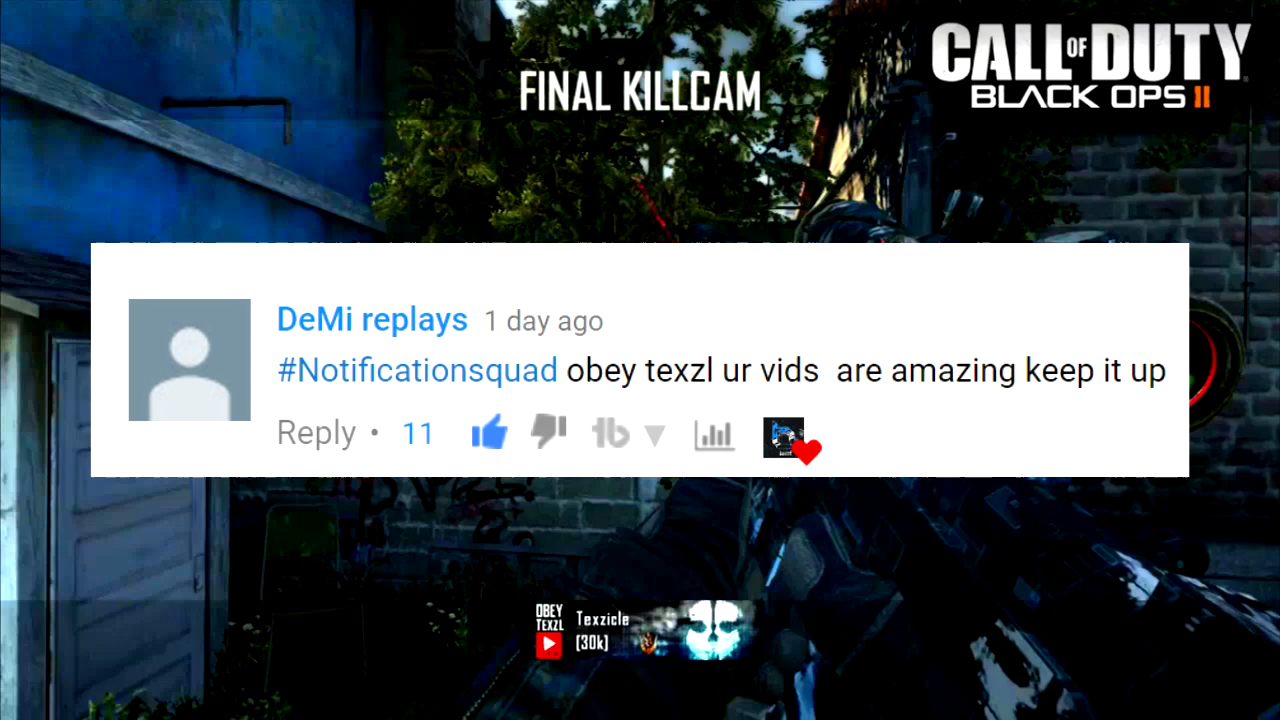 FINAL KILLCAM
CALL OF DUTY
BLACK OPS II
DeMi replays 1 day ago
#Notificationsquad obey texzl ur vids  are amazing keep it up
Reply • 11
OBEY
TEXZL
Texzicle
[30k]